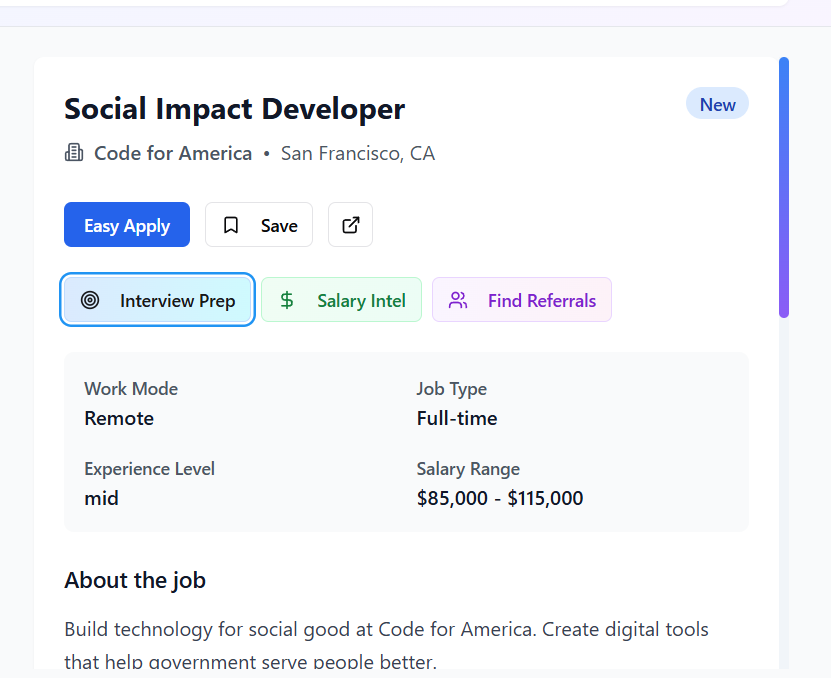 Social Impact Developer
New
Code for America • San Francisco, CA
Easy Apply
Save
Interview Prep
Salary Intel
Find Referrals
Work Mode
Job Type
Remote
Full-time
Experience Level
Salary Range
mid
$85,000 - $115,000
About the job
Build technology for social good at Code for America. Create digital tools
that help government serve people better.